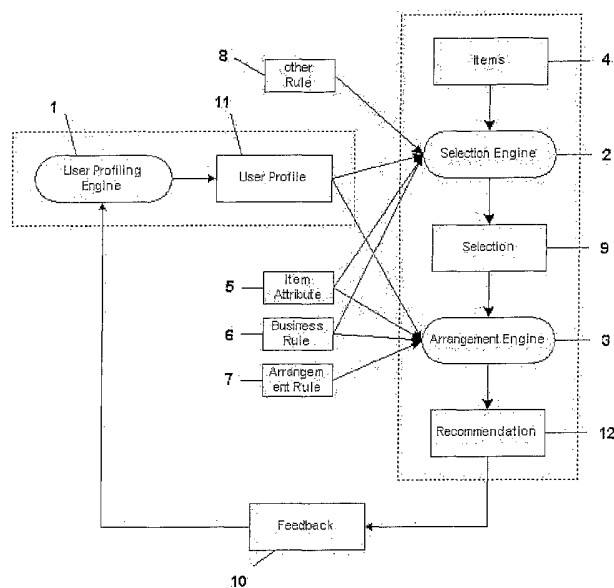 4
Items
8
other
Rule
1
11
User Profiling
Engine
User Profile
Selection Engine
2
Selection
9
5
Item
Attribute
6
Business
Rule
7
Arrangem
ent Rule
Arrangement Engine
3
Recommendation
12
Feedback
10